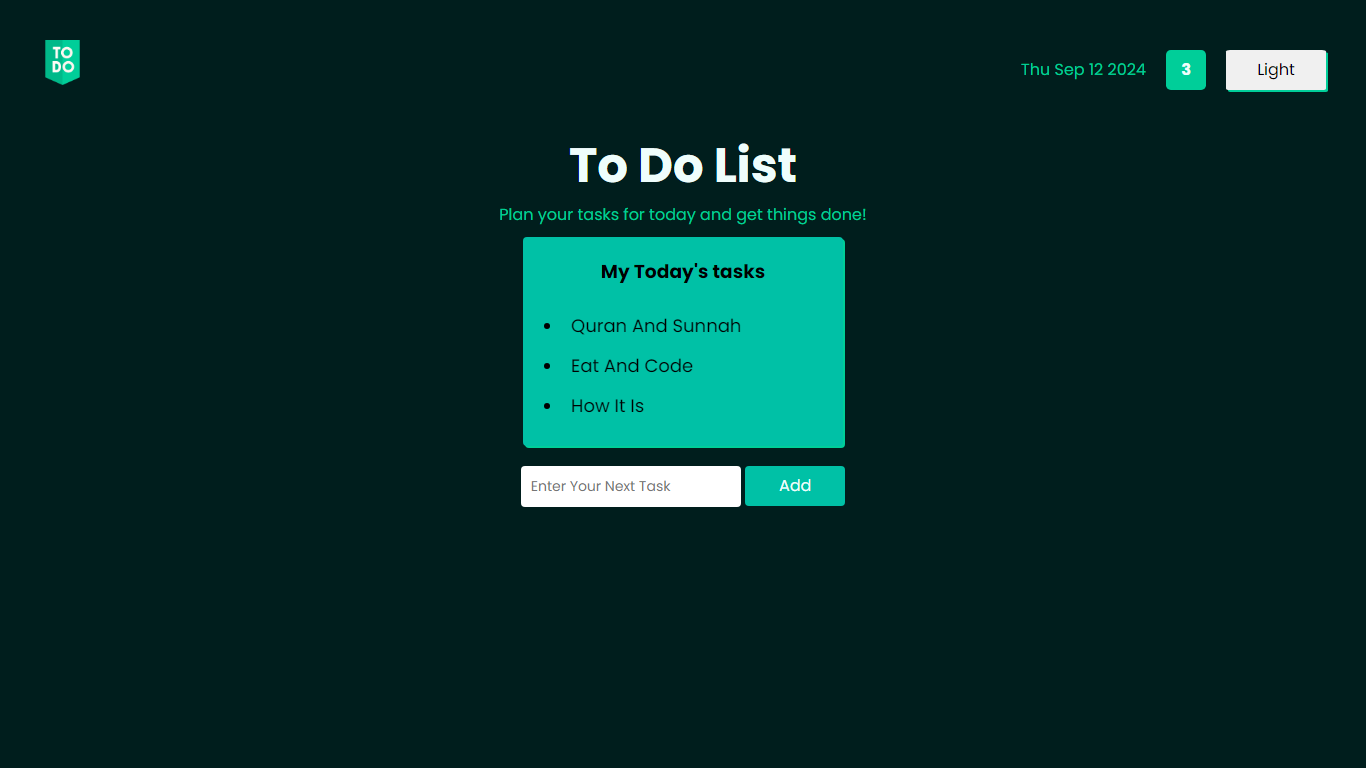 TO
DO
Thu Sep 12 2024
3
Light
To Do List
Plan your tasks for today and get things done!
My Today's tasks
Quran And Sunnah
Eat And Code
How It Is
Enter Your Next Task
Add